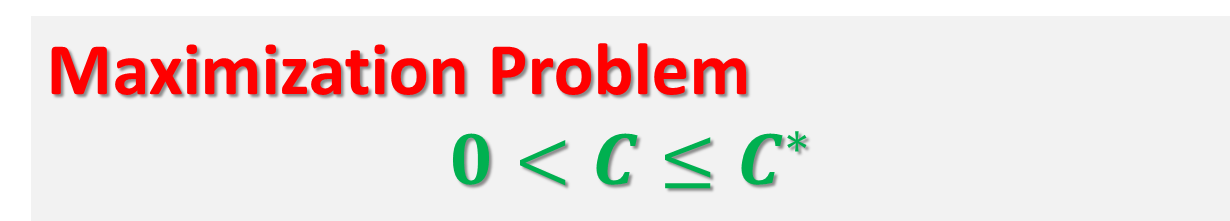 Maximization Problem
0 < C ≤ C*